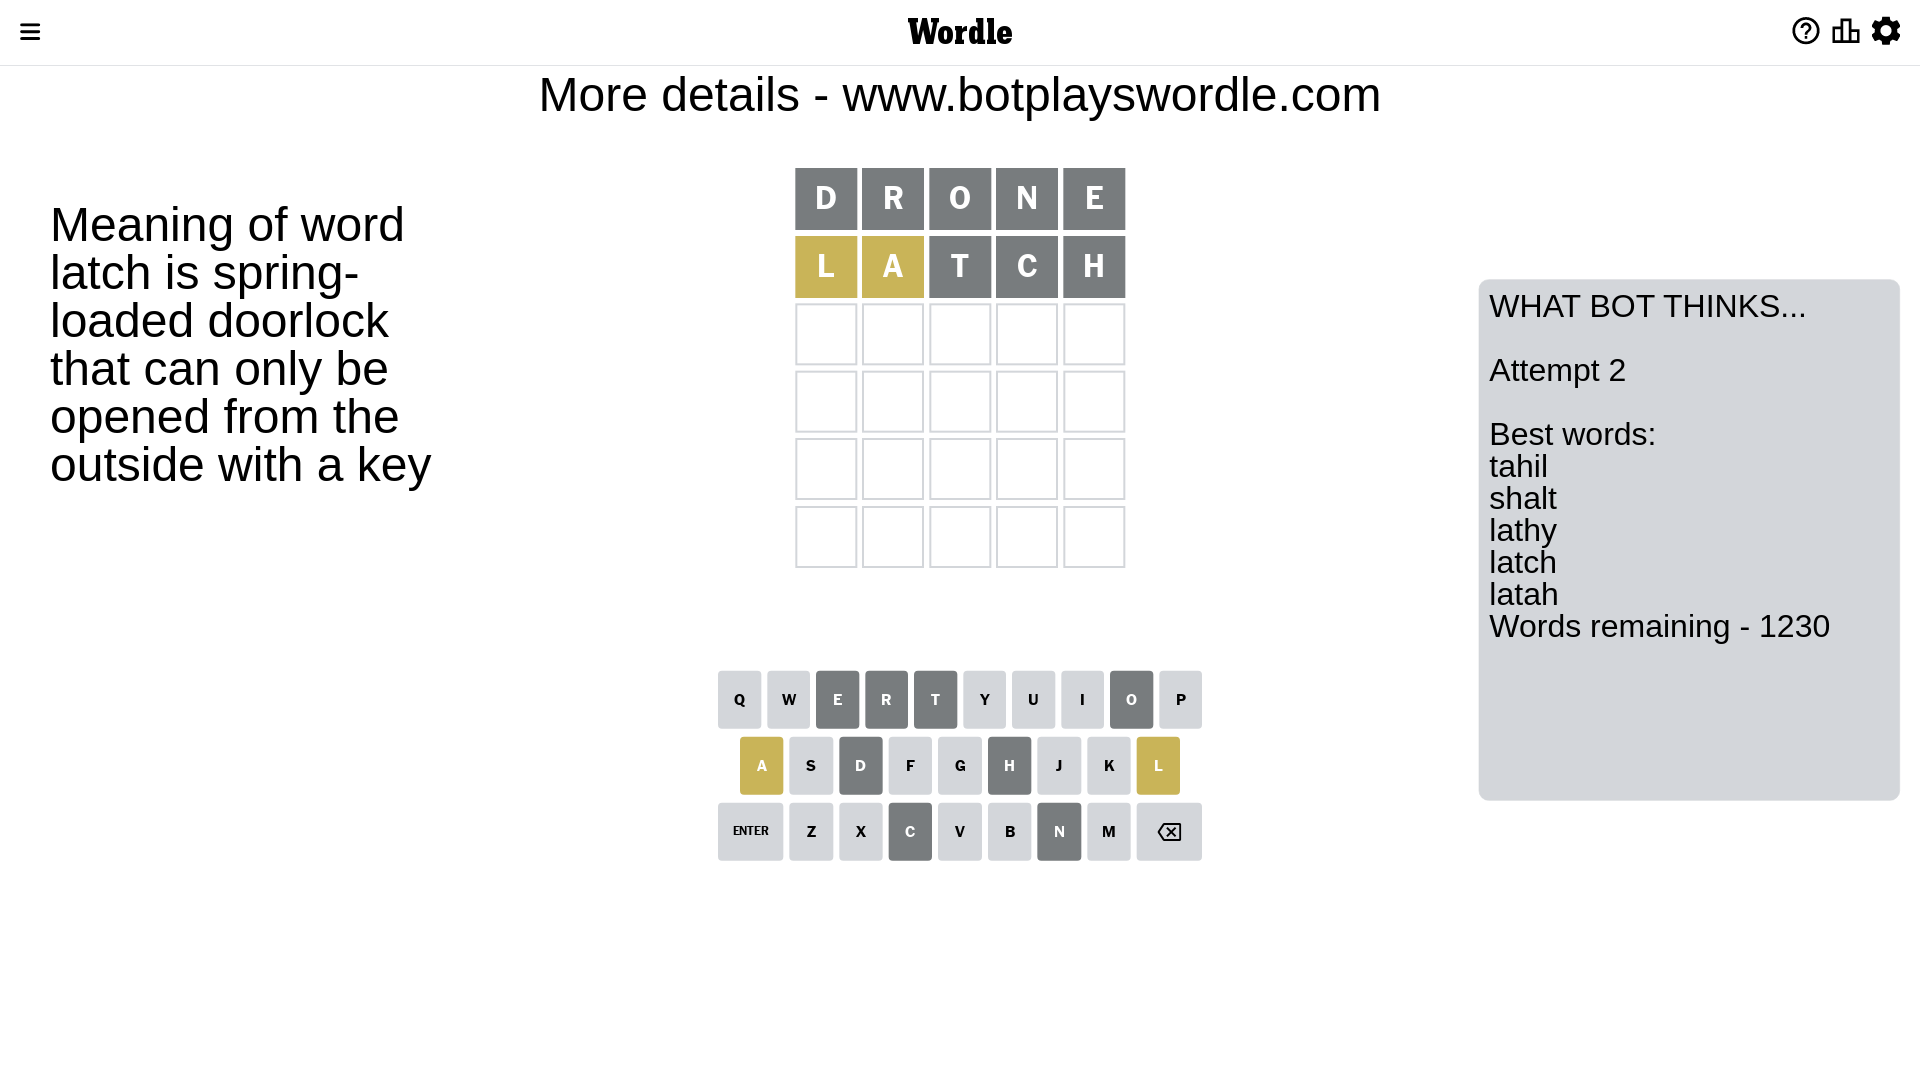 Wordle
More details - www.botplayswordle.com
Meaning of word
latch is spring-
loaded doorlock
that can only be
opened from the
outside with a key
D R O N E
L A T C H
WHAT BOT THINKS...
Attempt 2
Best words:
tahil
shalt
lathy
latch
latah
Words remaining - 1230
Q W E R T Y U I O P
A S D F G H J K L
ENTER Z X C V B N M